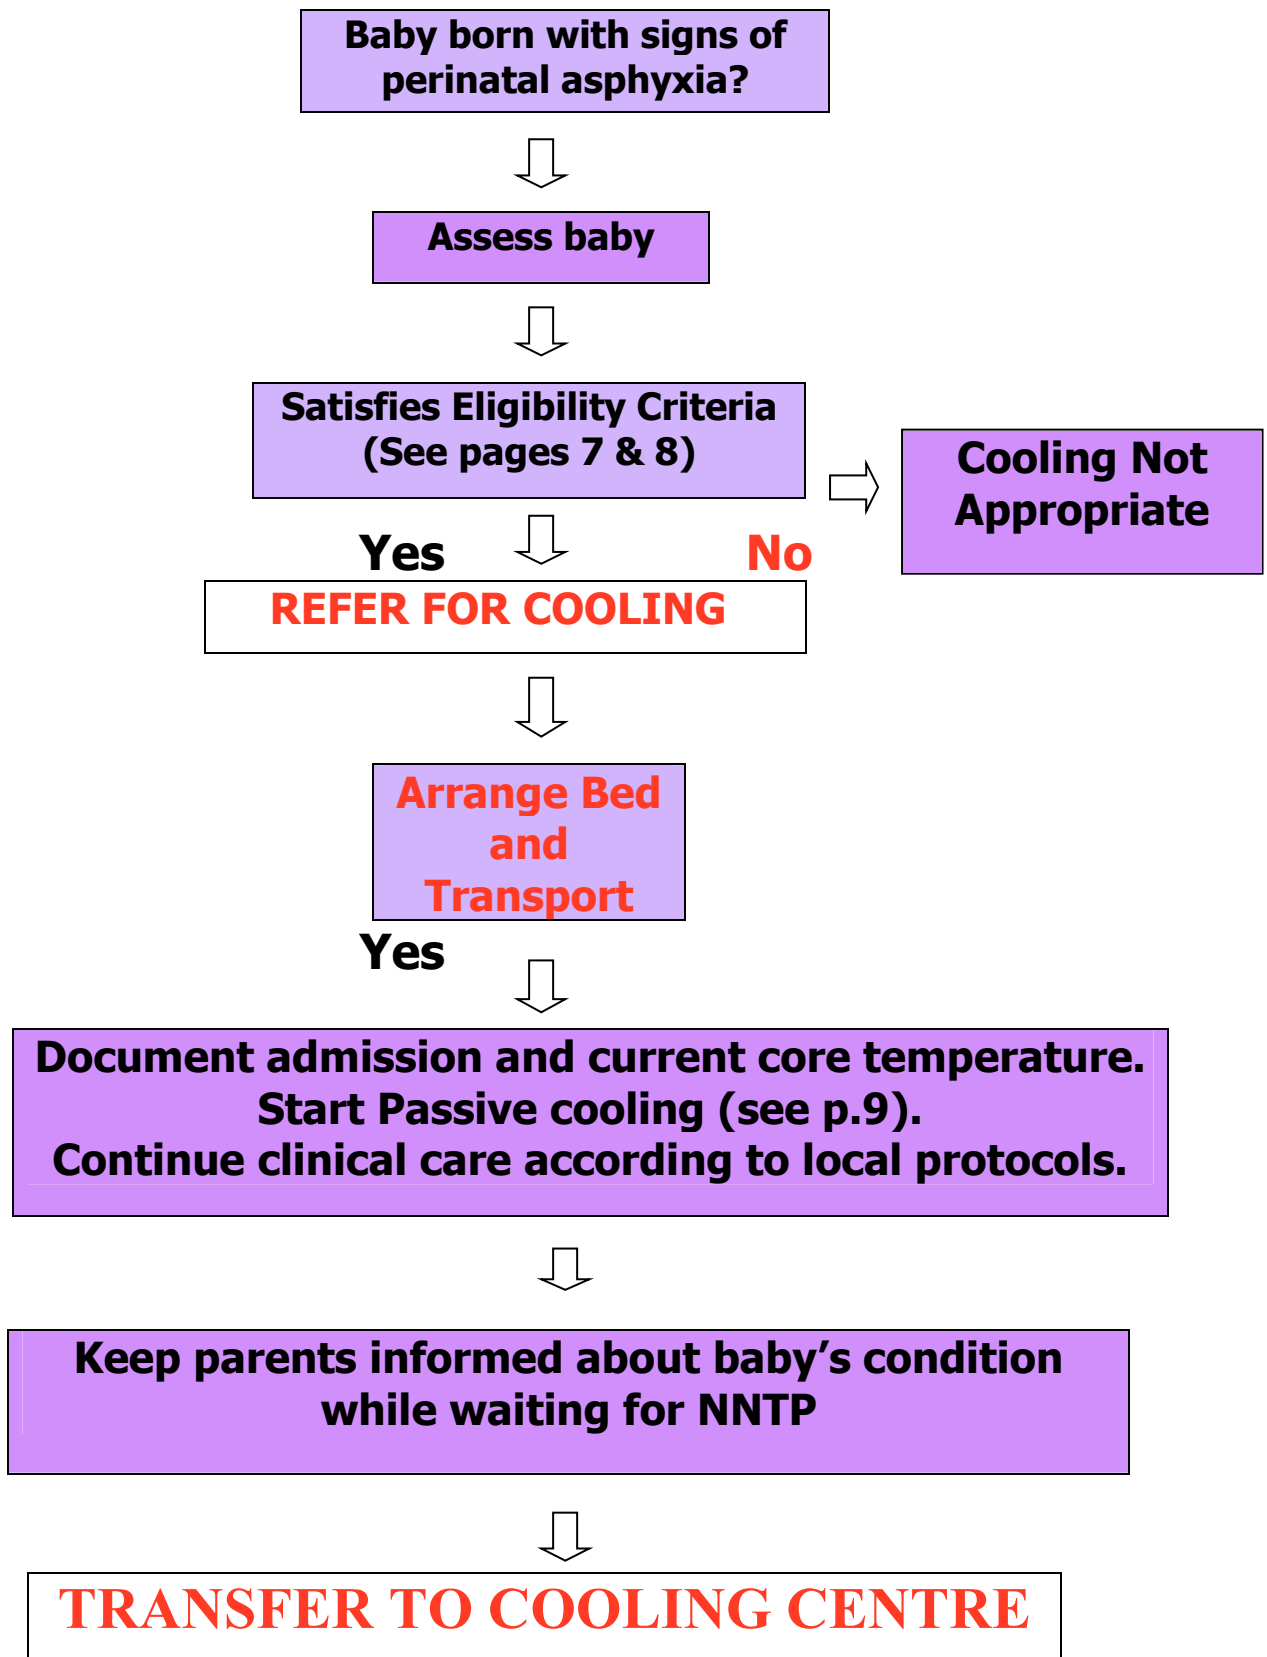 Baby born with signs of
perinatal asphyxia?
Assess baby
Satisfies Eligibility Criteria
(See pages 7 & 8)
Cooling Not
Appropriate
Yes
No
REFER FOR COOLING
Arrange Bed
and
Transport
Yes
Document admission and current core temperature.
Start Passive cooling (see p.9).
Continue clinical care according to local protocols.
Keep parents informed about baby’s condition
while waiting for NNTP
TRANSFER TO COOLING CENTRE